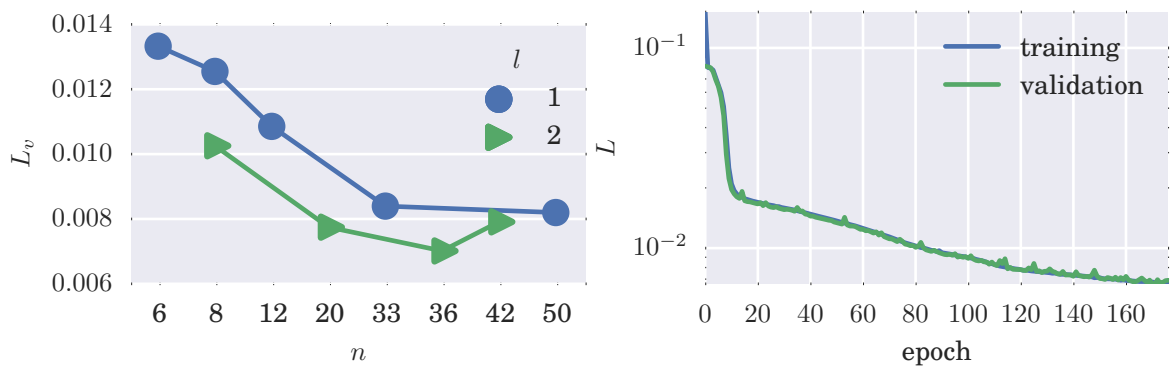 0.014
0.012
0.010
0.008
0.006
L_v
6 8 12 20 33 36 42 50
n
l
1
2
10^{-1}
10^{-2}
L
training
validation
0 20 40 60 80 100 120 140 160
epoch